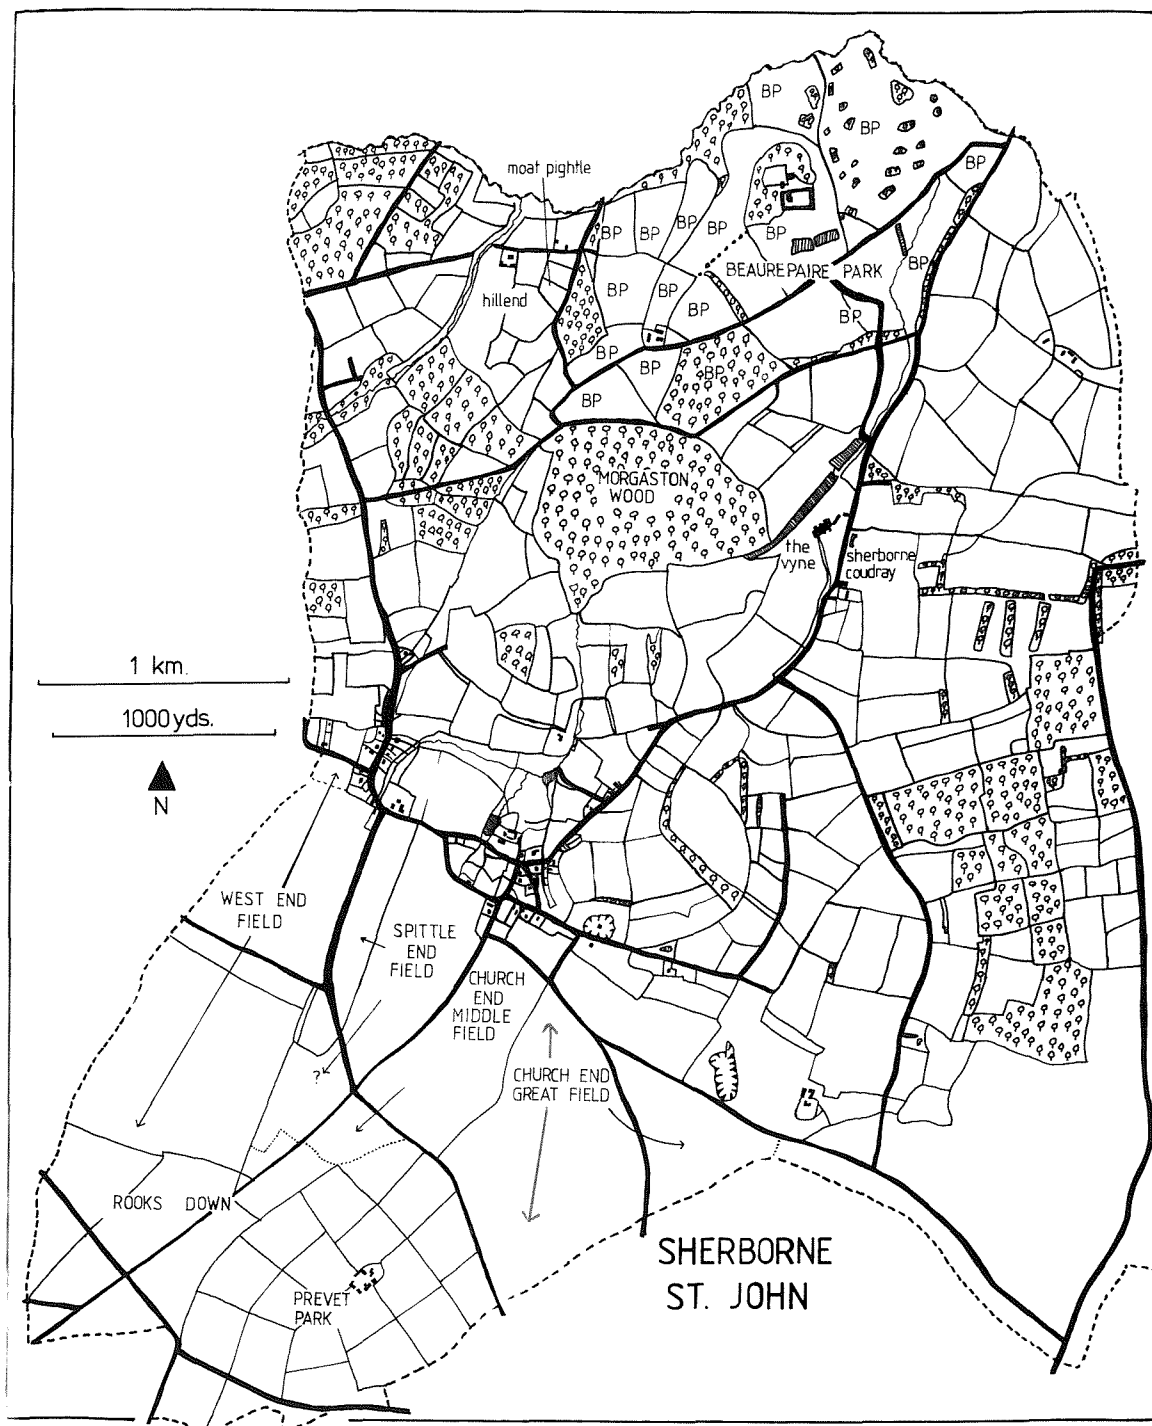 BP
BP
BP
moat pightle
BP
BP
BP
BP
BP
BEAUREPAIRE PARK
BP
hillend
BP
BP
BP
BP
BP
BP
BP
BP
MORGASTON
WOOD
the
vyne
sherborne
coudray
1 km.
1000 yds.
N
WEST END
FIELD
SPITTLE
END
FIELD
CHURCH
END
MIDDLE
FIELD
?
CHURCH END
GREAT FIELD
ROOKS DOWN
PREVET
PARK
SHERBORNE
ST. JOHN